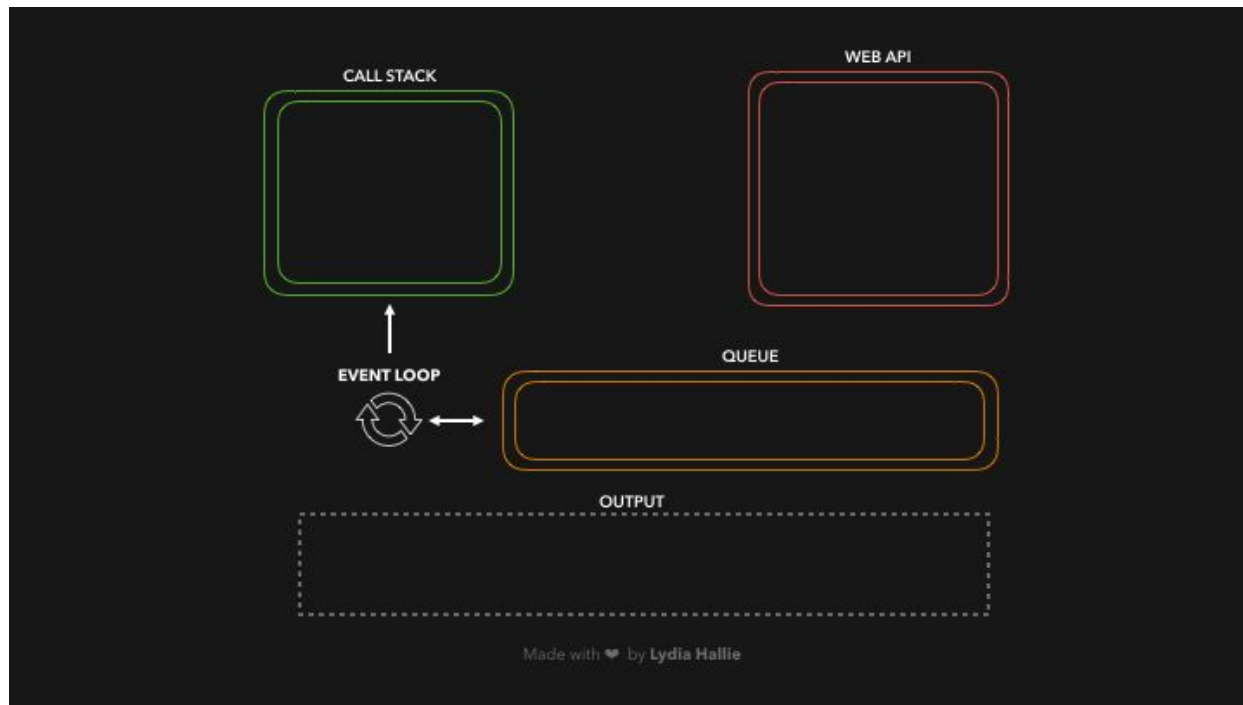 CALL STACK
WEB API
EVENT LOOP
QUEUE
OUTPUT
Made with ❤ by Lydia Hallie